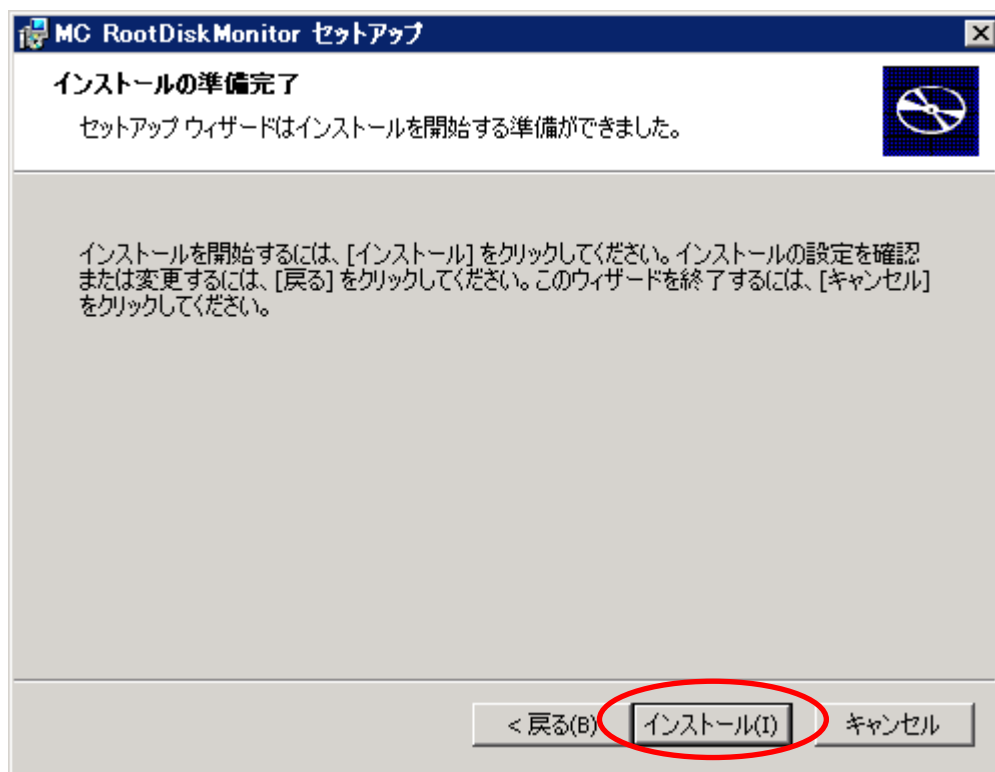 MC RootDiskMonitor セットアップ
インストールの準備完了
セットアップ ウィザードはインストールを開始する準備ができました。
インストールを開始するには、[インストール] をクリックしてください。インストールの設定を確認
または変更するには、[戻る] をクリックしてください。このウィザードを終了するには、[キャンセル]
をクリックしてください。
< 戻る(B) インストール(I) キャンセル